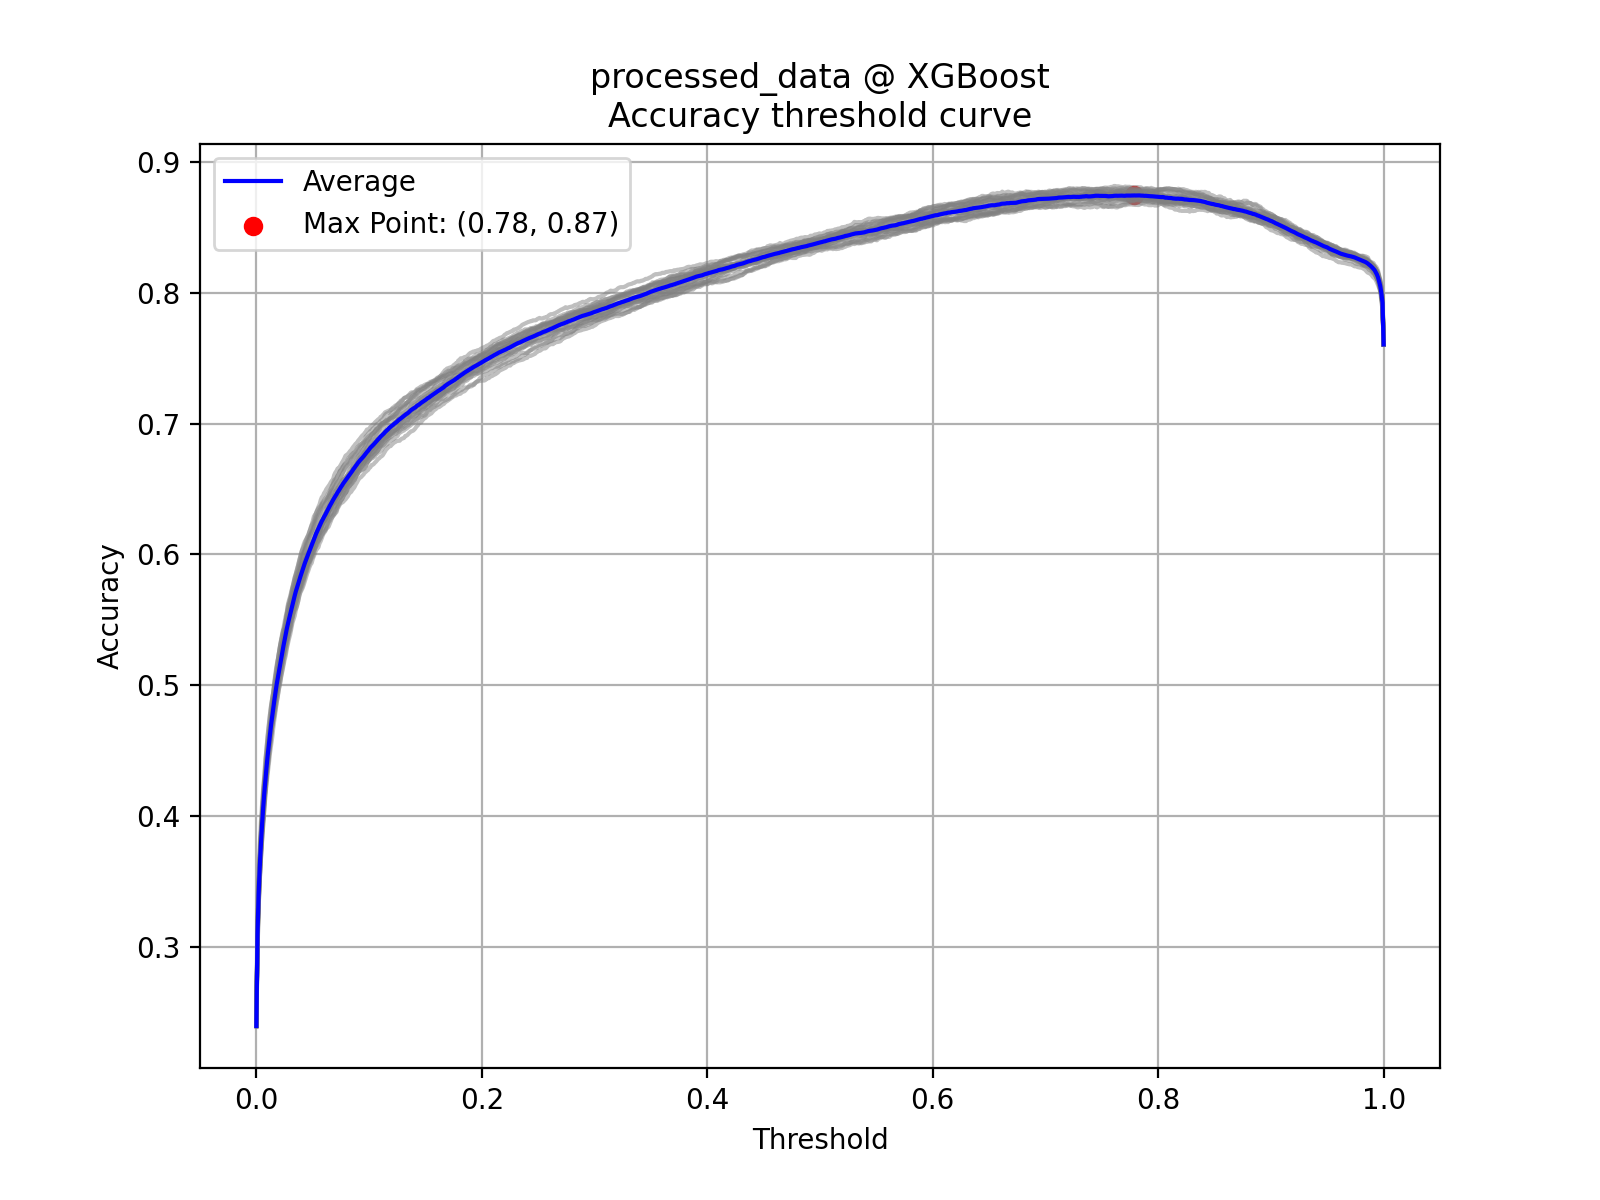 processed_data @ XGBoost
Accuracy threshold curve
Average
Max Point: (0.78, 0.87)
0.9
0.8
0.7
0.6
0.5
0.4
0.3
Accuracy
0.0 0.2 0.4 0.6 0.8 1.0
Threshold